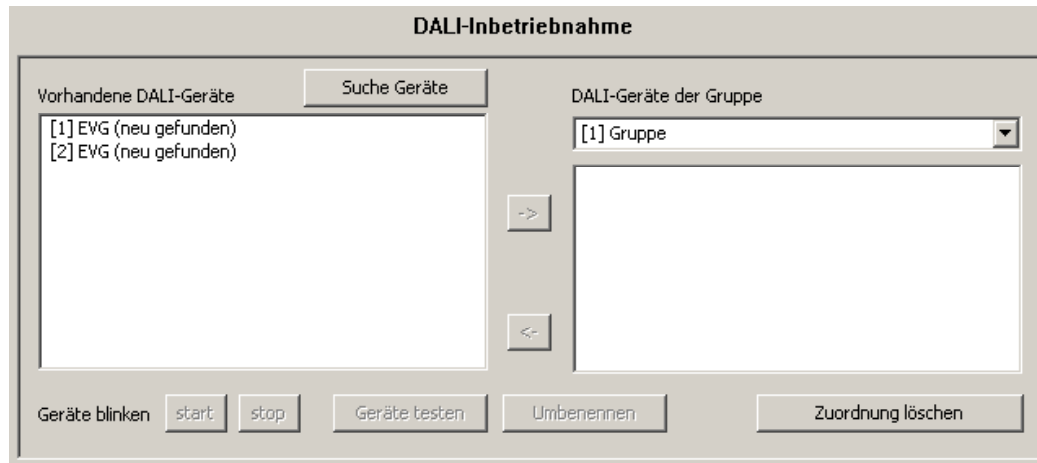 DALI-Inbetriebnahme
Vorhandene DALI-Geräte
Suche Geräte
[1] EVG (neu gefunden)
[2] EVG (neu gefunden)
->
<-
DALI-Geräte der Gruppe
[1] Gruppe
Geräte blinken start stop Geräte testen Umbenennen Zuordnung löschen